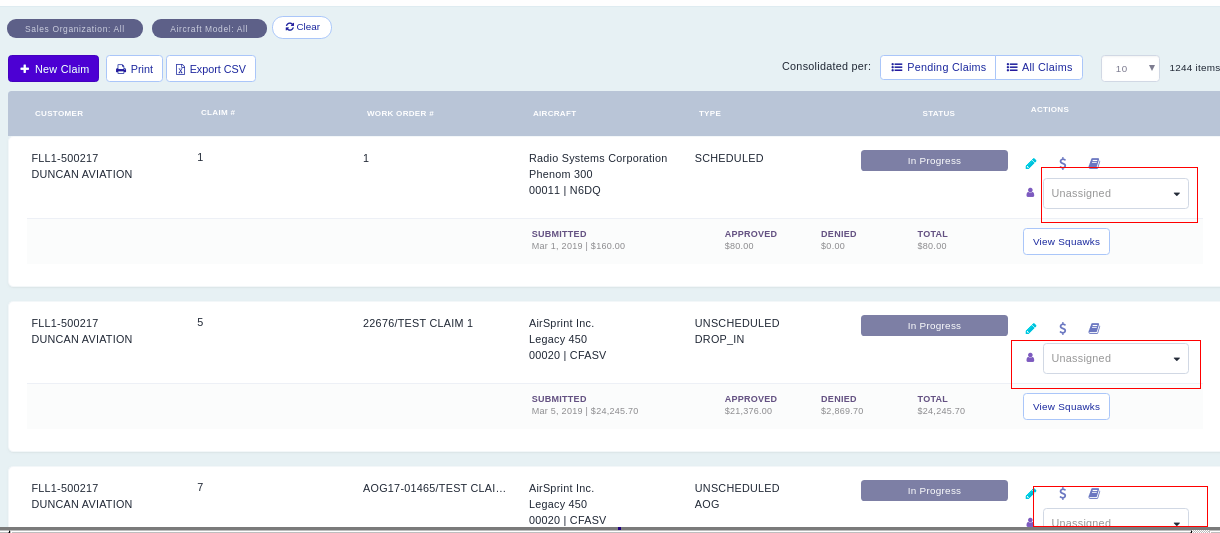 Sales Organization: All
Aircraft Model: All
Clear
New Claim
Print
Export CSV
Consolidated per:
Pending Claims
All Claims
10
1244 items
CUSTOMER
CLAIM #
WORK ORDER #
AIRCRAFT
TYPE
STATUS
ACTIONS
FLL1-500217
DUNCAN AVIATION
1
1
Radio Systems Corporation
Phenom 300
00011 | N6DQ
SCHEDULED
In Progress
$
Unassigned
SUBMITTED
Mar 1, 2019 | $160.00
APPROVED
$80.00
DENIED
$0.00
TOTAL
$80.00
View Squawks
FLL1-500217
DUNCAN AVIATION
5
22676/TEST CLAIM 1
AirSprint Inc.
Legacy 450
00020 | CFASV
UNSCHEDULED
DROP_IN
In Progress
$
Unassigned
SUBMITTED
Mar 5, 2019 | $24,245.70
APPROVED
$21,376.00
DENIED
$2,869.70
TOTAL
$24,245.70
View Squawks
FLL1-500217
DUNCAN AVIATION
7
AOG17-01465/TEST CLAI...
AirSprint Inc.
Legacy 450
00020 | CFASV
UNSCHEDULED
AOG
In Progress
$
Unassigned